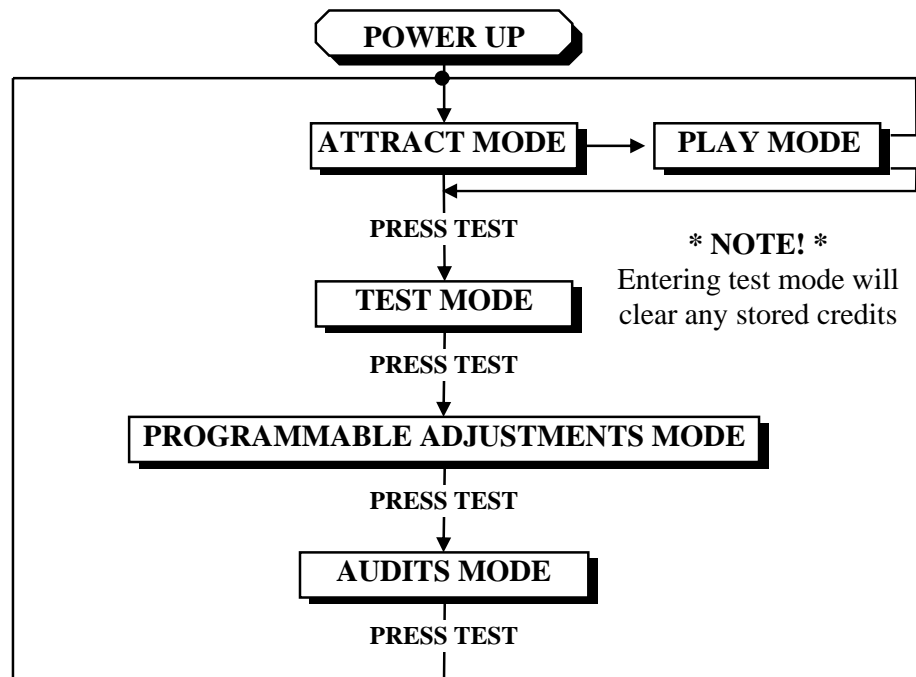 POWER UP
ATTRACT MODE
PLAY MODE
PRESS TEST
* NOTE! *
Entering test mode will
clear any stored credits
TEST MODE
PRESS TEST
PROGRAMMABLE ADJUSTMENTS MODE
PRESS TEST
AUDITS MODE
PRESS TEST